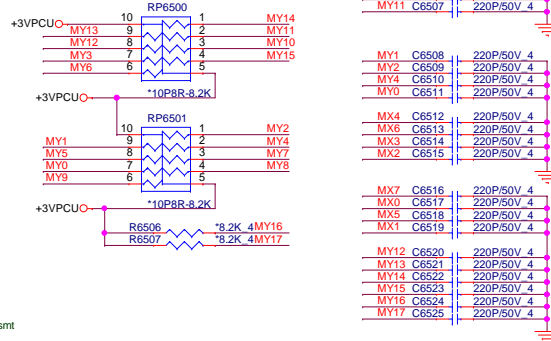 RP6500
+3VPCU 10 1 MY14
MY13 9 2 MY11
MY12 8 3 MY10
MY3 7 4 MY15
MY6 6 5
+3VPCU *10P8R-8.2K
RP6501
10 1 MY2
MY1 9 2 MY4
MY5 8 3 MY7
MY0 7 4 MY8
MY9 6 5
+3VPCU *10P8R-8.2K
R6506 *8.2K_4 MY16
R6507 *8.2K_4 MY17
smt
MY11 C6507 220P/50V_4
MY1 C6508 220P/50V_4
MY2 C6509 220P/50V_4
MY4 C6510 220P/50V_4
MY0 C6511 220P/50V_4
MX4 C6512 220P/50V_4
MX6 C6513 220P/50V_4
MX3 C6514 220P/50V_4
MX2 C6515 220P/50V_4
MX7 C6516 220P/50V_4
MX0 C6517 220P/50V_4
MX5 C6518 220P/50V_4
MX1 C6519 220P/50V_4
MY12 C6520 220P/50V_4
MY13 C6521 220P/50V_4
MY14 C6522 220P/50V_4
MY15 C6523 220P/50V_4
MY16 C6524 220P/50V_4
MY17 C6525 220P/50V_4